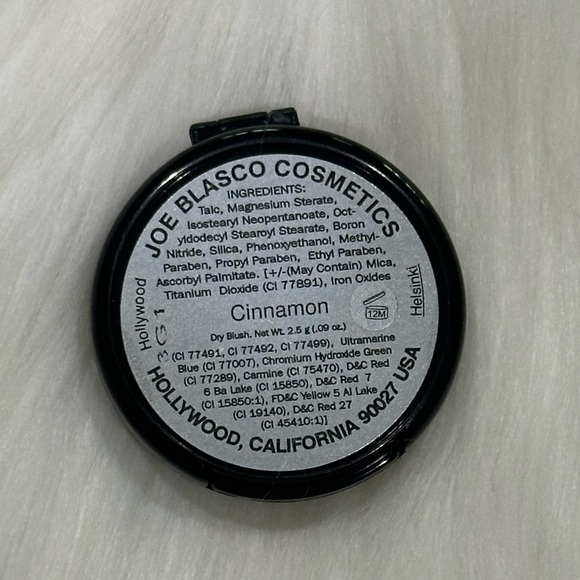 JOE BLASCO COSMETICS
INGREDIENTS:
Talc, Magnesium Sterate,
Isostearyl Neopentanoate, Oct-
yldodecyl Stearoyl Stearate, Boron
Nitride, Silica, Phenoxyethanol, Methyl-
Paraben, Propyl Paraben, Ethyl Paraben,
Ascorbyl Palmitate. [+/-(May Contain) Mica,
Titanium Dioxide (CI 77891), Iron Oxides
Hollywood
3G1
Cinnamon
12M
Helsinki
Dry Blush. Net Wt. 2.5 g (.09 oz.)
(CI 77491, CI 77492, CI 77499), Ultramarine
Blue (CI 77007), Chromium Hydroxide Green
(CI 77289), Carmine (CI 75470), D&C Red
6 Ba Lake (CI 15850), D&C Red 7
(CI 15850:1), FD&C Yellow 5 Al Lake
(CI 19140), D&C Red 27
(CI 45410:1)]
HOLLYWOOD, CALIFORNIA 90027 USA